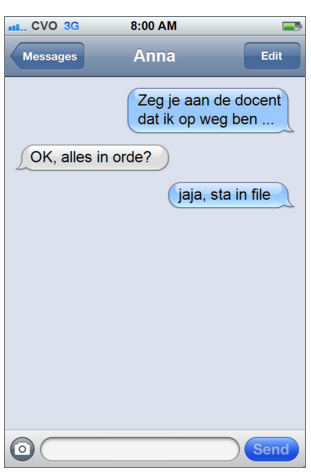 CVO 3G 8:00 AM
Messages Anna Edit
Zeg je aan de docent
dat ik op weg ben ...
OK, alles in orde?
jaja, sta in file
Send